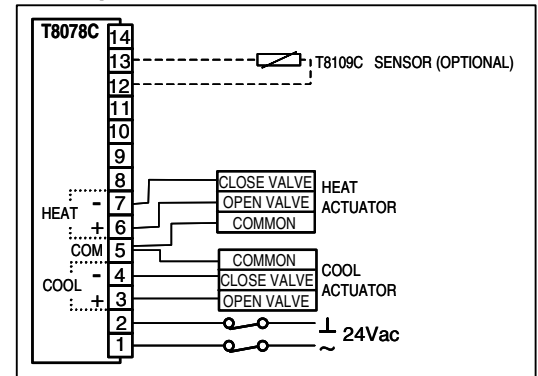 T8078C
14
13
T8109C SENSOR (OPTIONAL)
12
11
10
9
8
CLOSE VALVE
HEAT ACTUATOR
- 7
OPEN VALVE
HEAT
+ 6
COMMON
COM 5
COMMON
- 4
CLOSE VALVE
COOL ACTUATOR
COOL
+ 3
OPEN VALVE
2
⊥
24Vac
1
~